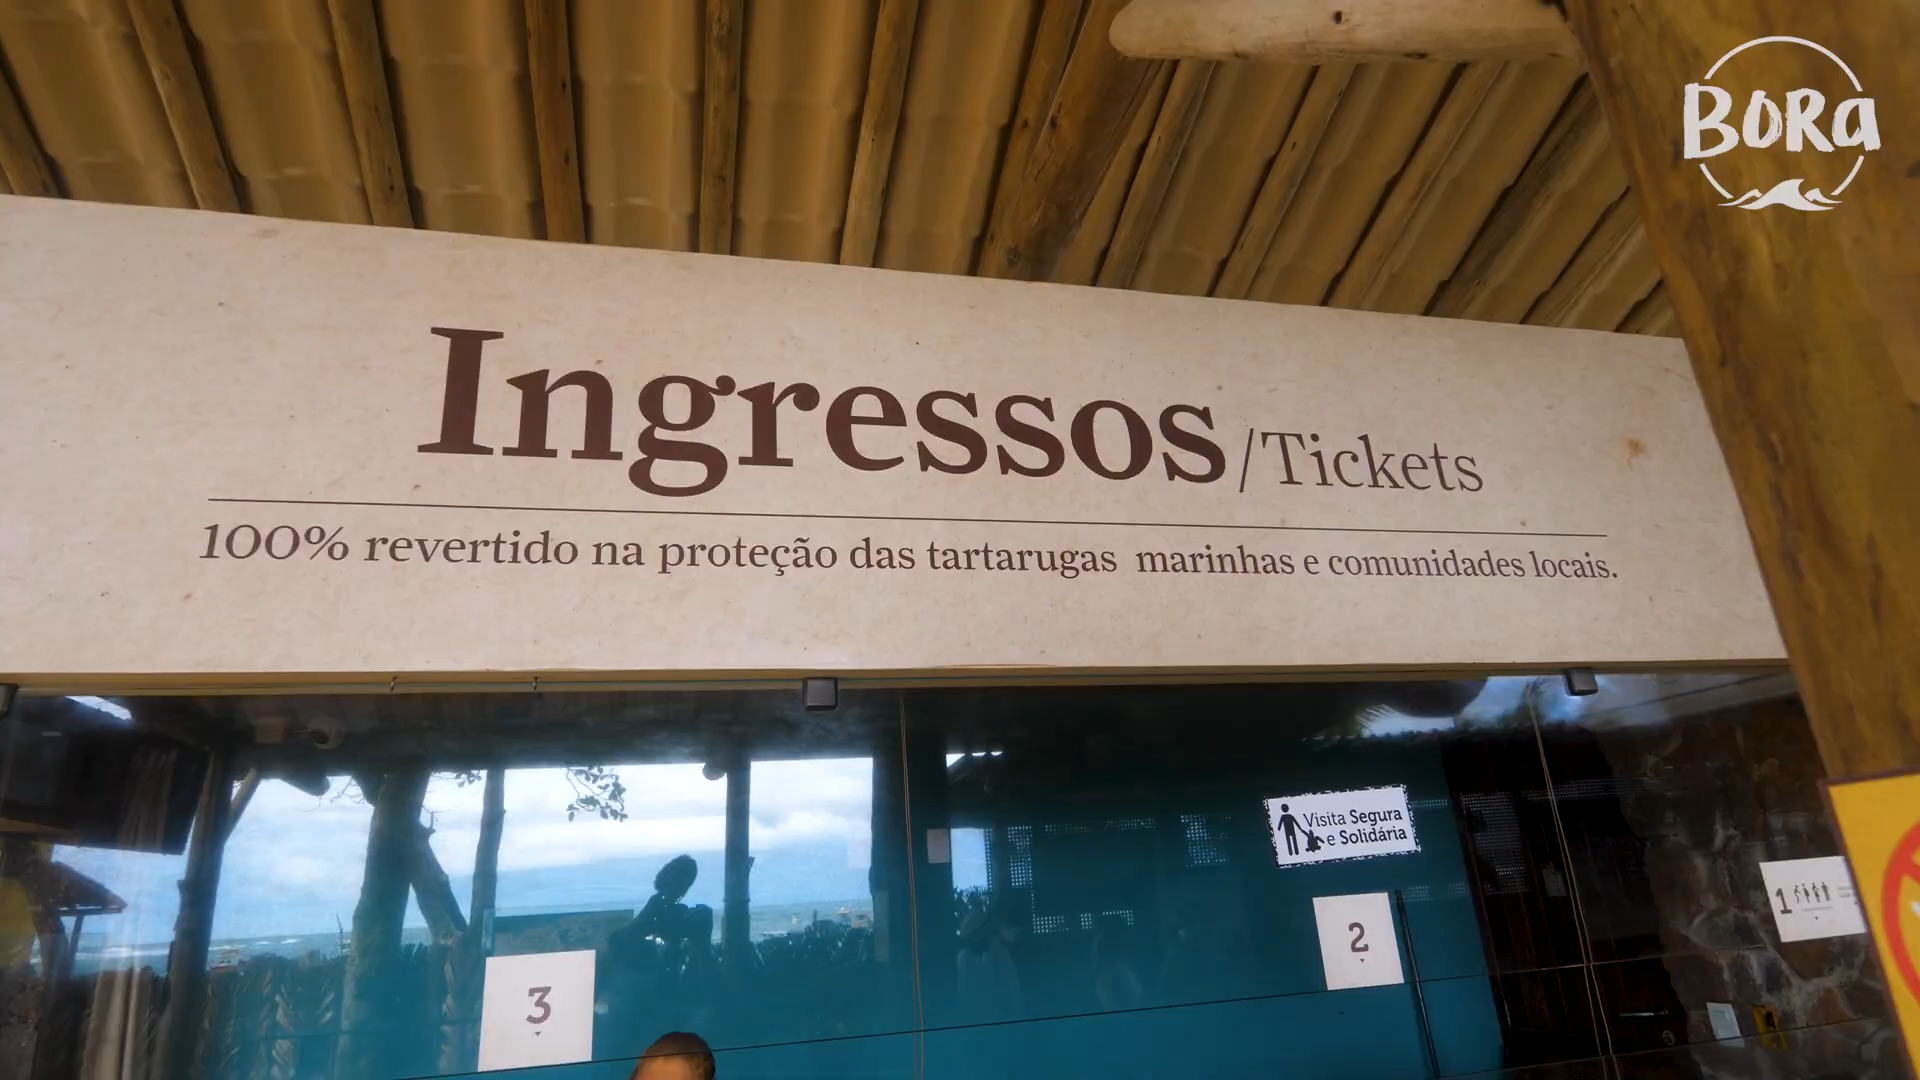 BORa
Ingressos/Tickets
100% revertido na proteção das tartarugas marinhas e comunidades locais.
Visita Segura
e Solidária
1
2
3